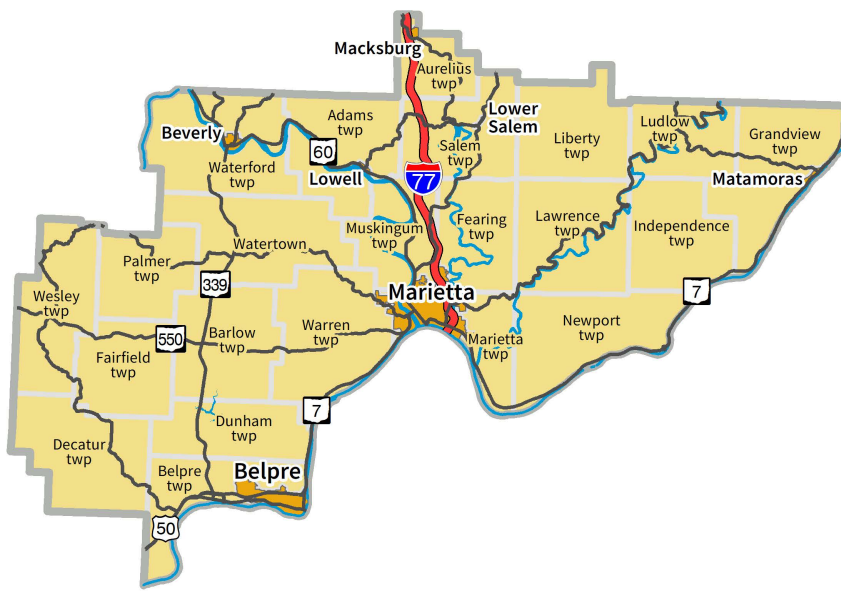 Macksburg
Aurelius
twp
Lower
Salem
Adams
twp
Ludlow
twp
Beverly
60
Salem
twp
Liberty
twp
Grandview
twp
Waterford
twp
Lowell
77
Matamoras
Muskingum
twp
Fearing
twp
Lawrence
twp
Independence
twp
Watertown
Palmer
twp
339
Marietta
7
Wesley
twp
550
Barlow
twp
Warren
twp
Marietta
twp
Newport
twp
Fairfield
twp
7
Dunham
twp
Decatur
twp
Belpre
twp
Belpre
50